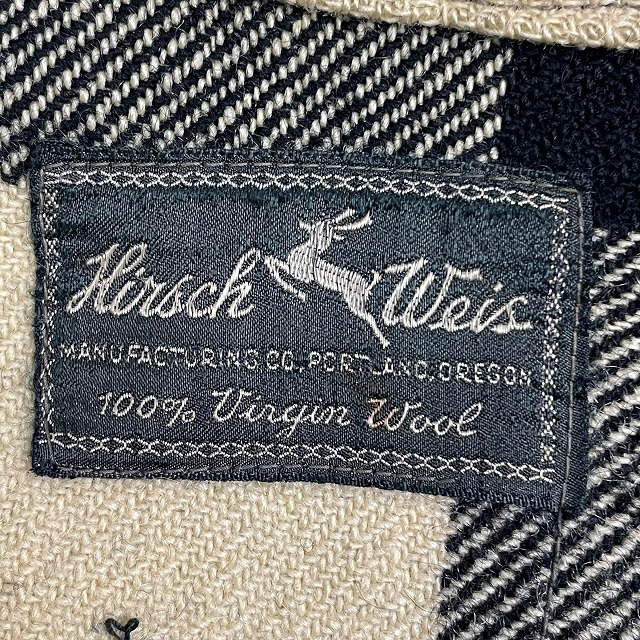 Hirsch Weis
MANUFACTURING CO. PORTLAND. OREGON
100% Virgin Wool